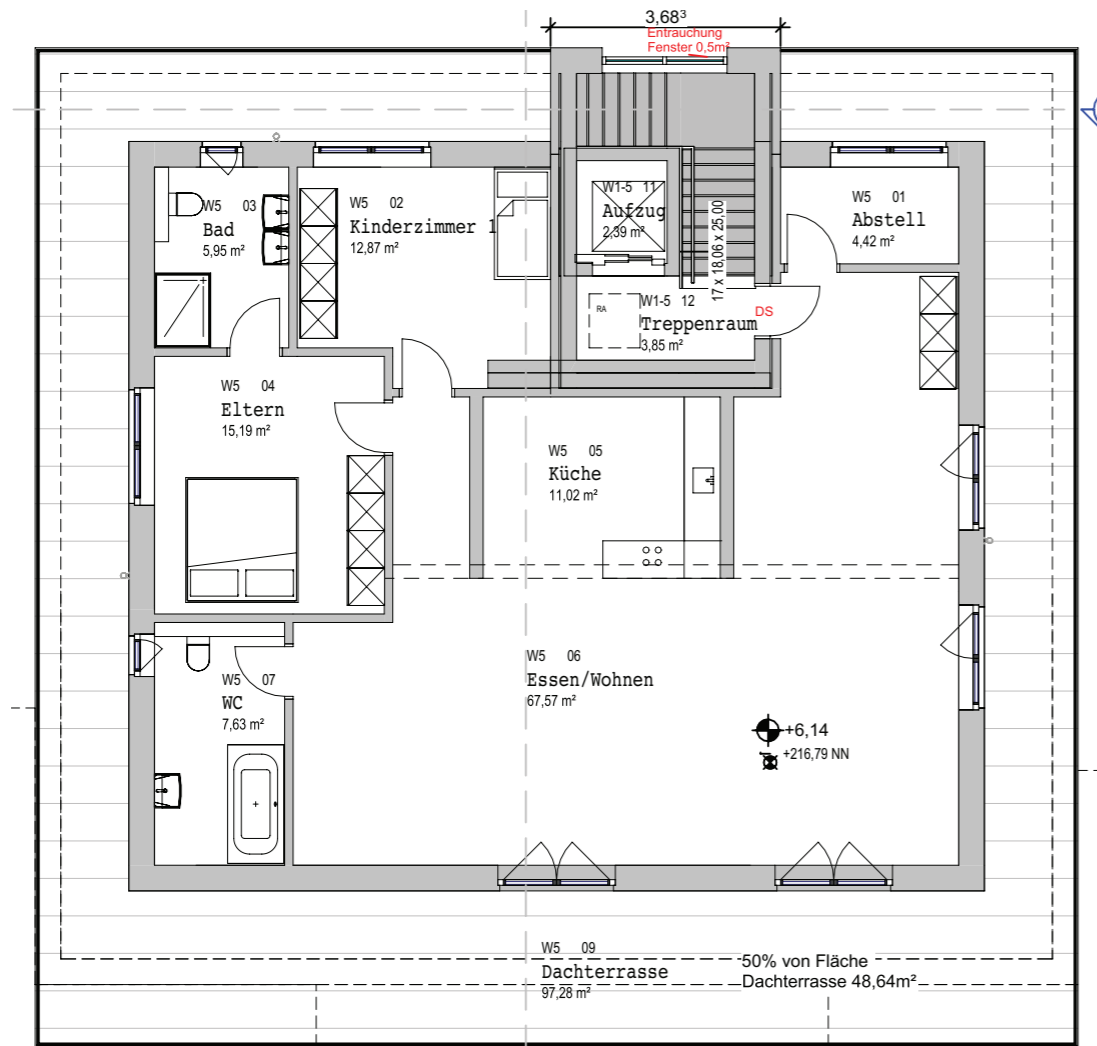 3,68³
Entrauchung
Fenster 0,5m²
W5 03
Bad
5,95 m²
W5 02
Kinderzimmer 1
12,87 m²
W1-5 11
Aufzug
2,39 m²
17 x 18,06 x 25,00
W5 01
Abstell
4,42 m²
RA
W1-5 12
Treppenraum
3,85 m²
DS
W5 04
Eltern
15,19 m²
W5 05
Küche
11,02 m²
W5 06
Essen/Wohnen
67,57 m²
W5 07
WC
7,63 m²
+6,14
+216,79 NN
W5 09
Dachterrasse
97,28 m²
50% von Fläche
Dachterrasse 48,64m²